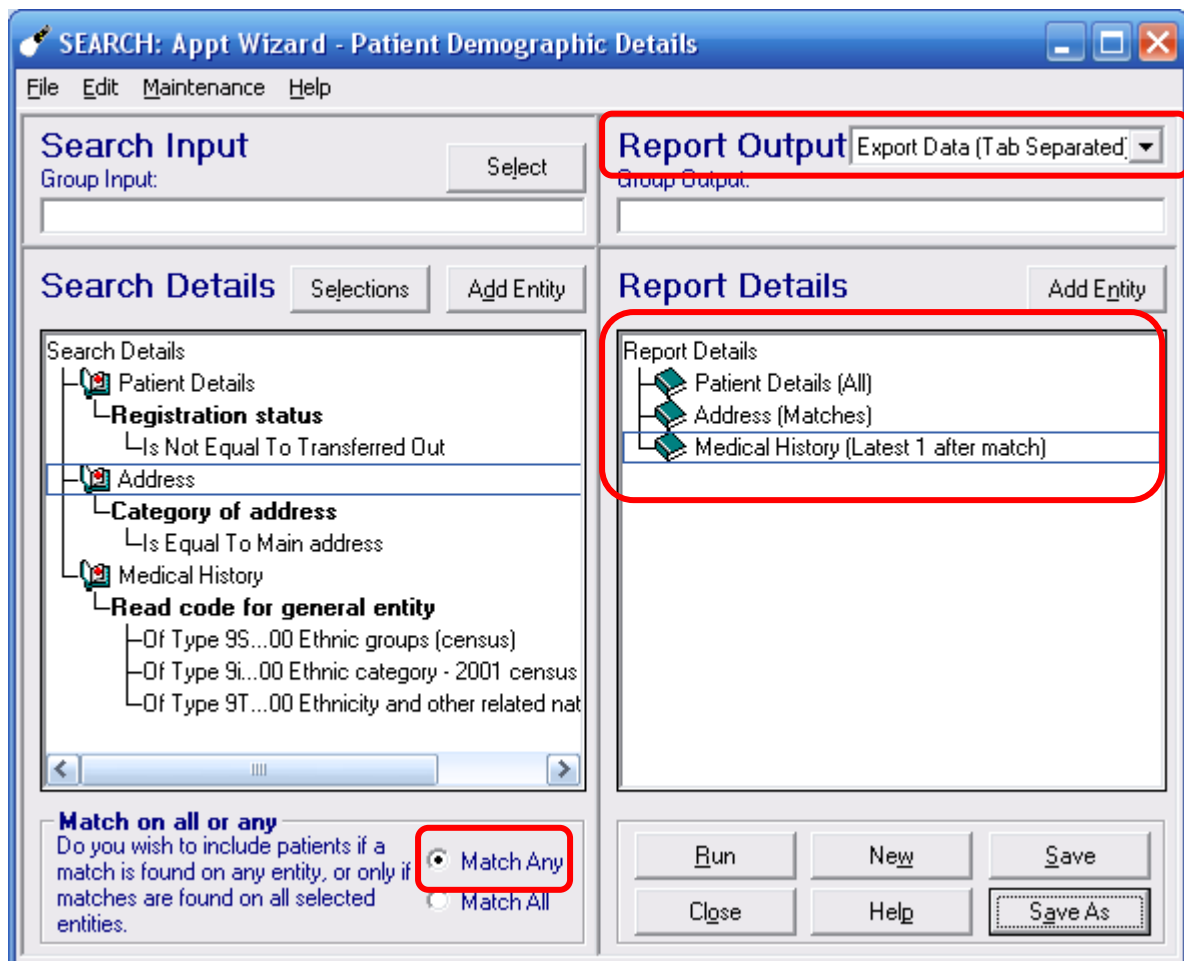 SEARCH: Appt Wizard - Patient Demographic Details
File Edit Maintenance Help
Search Input
Group Input:
Select
Report Output
Export Data (Tab Separated)
Group Output:
Search Details
Selections
Add Entity
Search Details
Patient Details
Registration status
Is Not Equal To Transferred Out
Address
Category of address
Is Equal To Main address
Medical History
Read code for general entity
Of Type 9S...00 Ethnic groups (census)
Of Type 9i...00 Ethnic category - 2001 census
Of Type 9T...00 Ethnicity and other related nat
Match on all or any
Do you wish to include patients if a
match is found on any entity, or only if
matches are found on all selected
entities.
Match Any
Match All
Report Details
Add Entity
Report Details
Patient Details (All)
Address (Matches)
Medical History (Latest 1 after match)
Run
New
Save
Close
Help
Save As